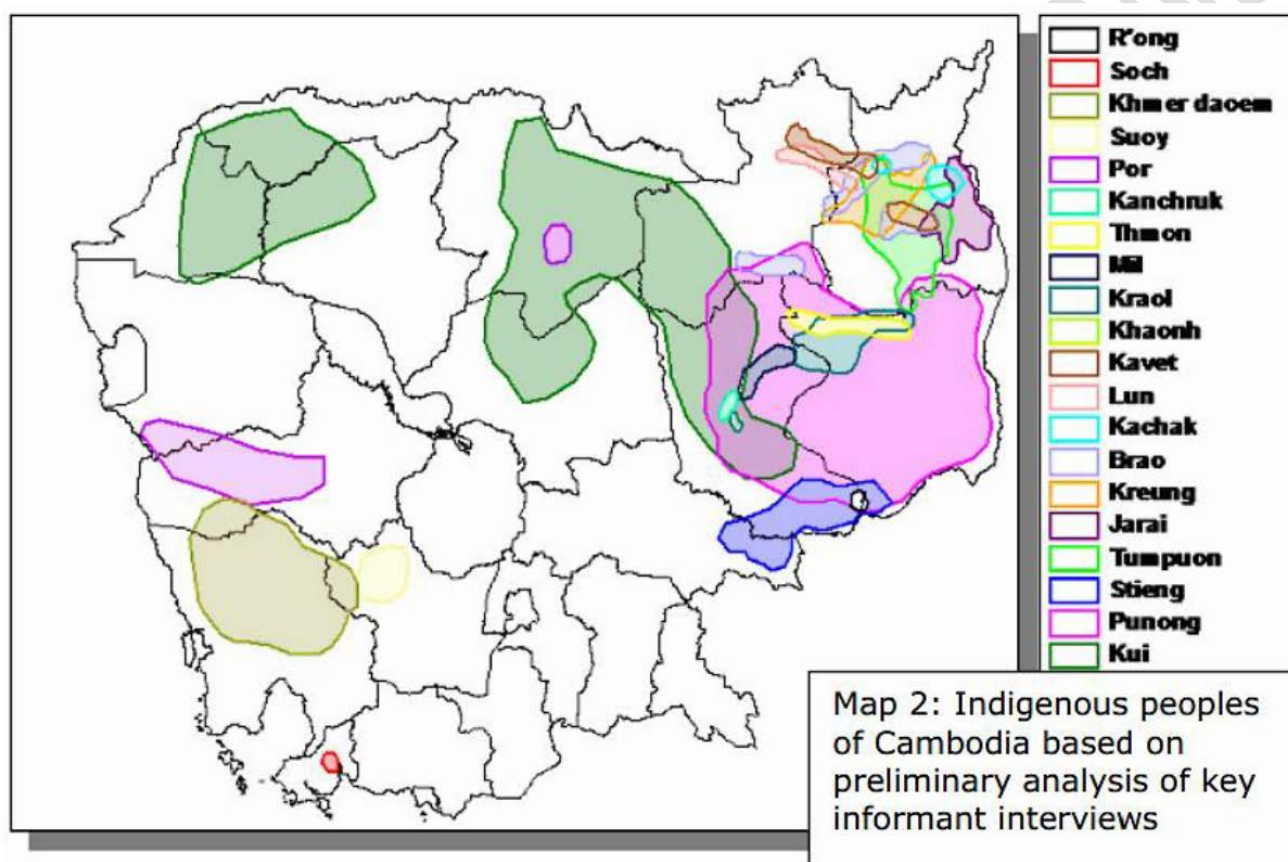 R'ong
Soch
Khmer daoem
Suoy
Por
Kanchruk
Thmon
Mil
Kraol
Khaonh
Kavet
Lun
Kachak
Brao
Kreung
Jarai
Tumpuon
Stieng
Punong
Kui
Map 2: Indigenous peoples
of Cambodia based on
preliminary analysis of key
informant interviews